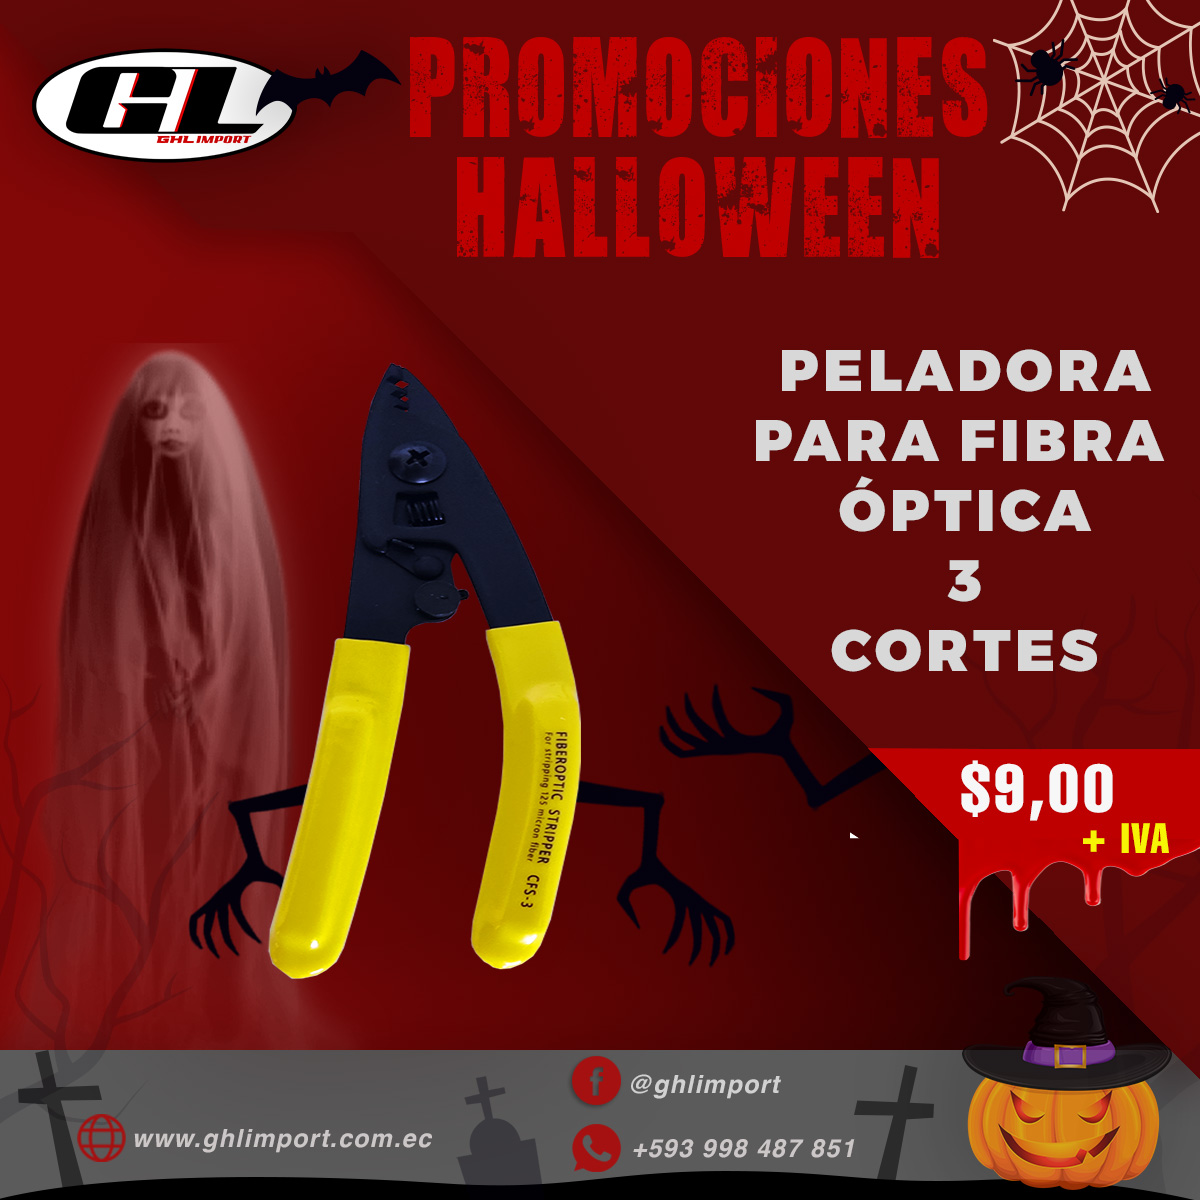 GHL
GHL IMPORT
PROMOCIONES
HALLOWEEN
PELADORA
PARA FIBRA
ÓPTICA
3
CORTES
FIBEROPTIC STRIPPER CFS-3
For stripping 125 micron fiber
$9,00
+ IVA
@ghlimport
www.ghlimport.com.ec
+593 998 487 851